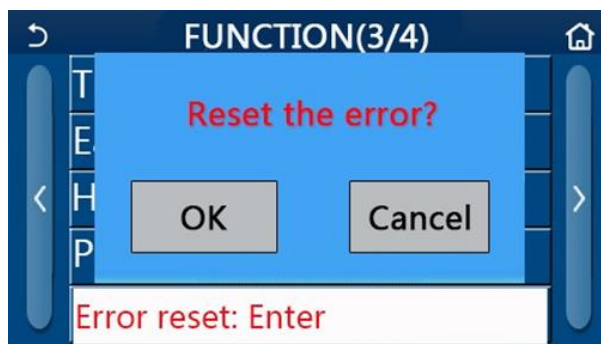 FUNCTION(3/4)
Reset the error?
OK
Cancel
Error reset: Enter